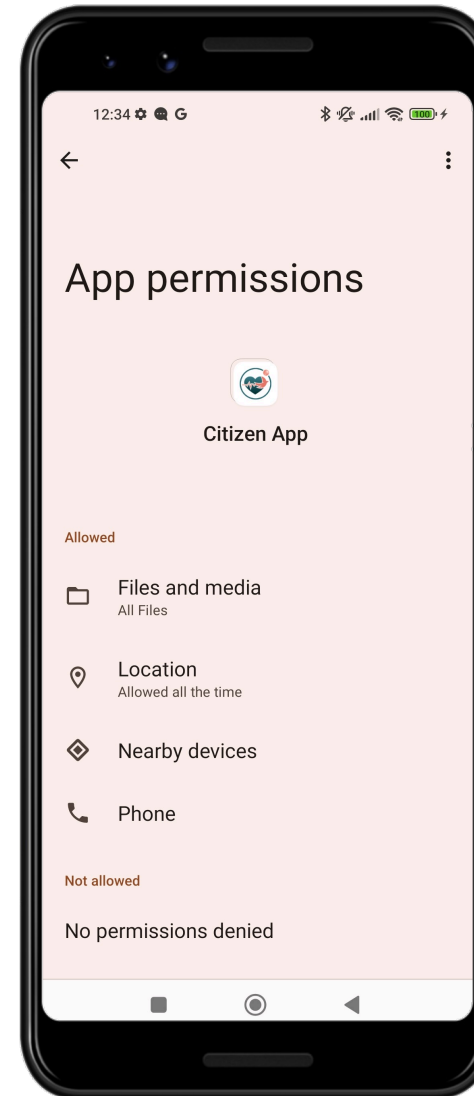 12:34
G
100
App permissions
Citizen App
Allowed
Files and media
All Files
Location
Allowed all the time
Nearby devices
Phone
Not allowed
No permissions denied